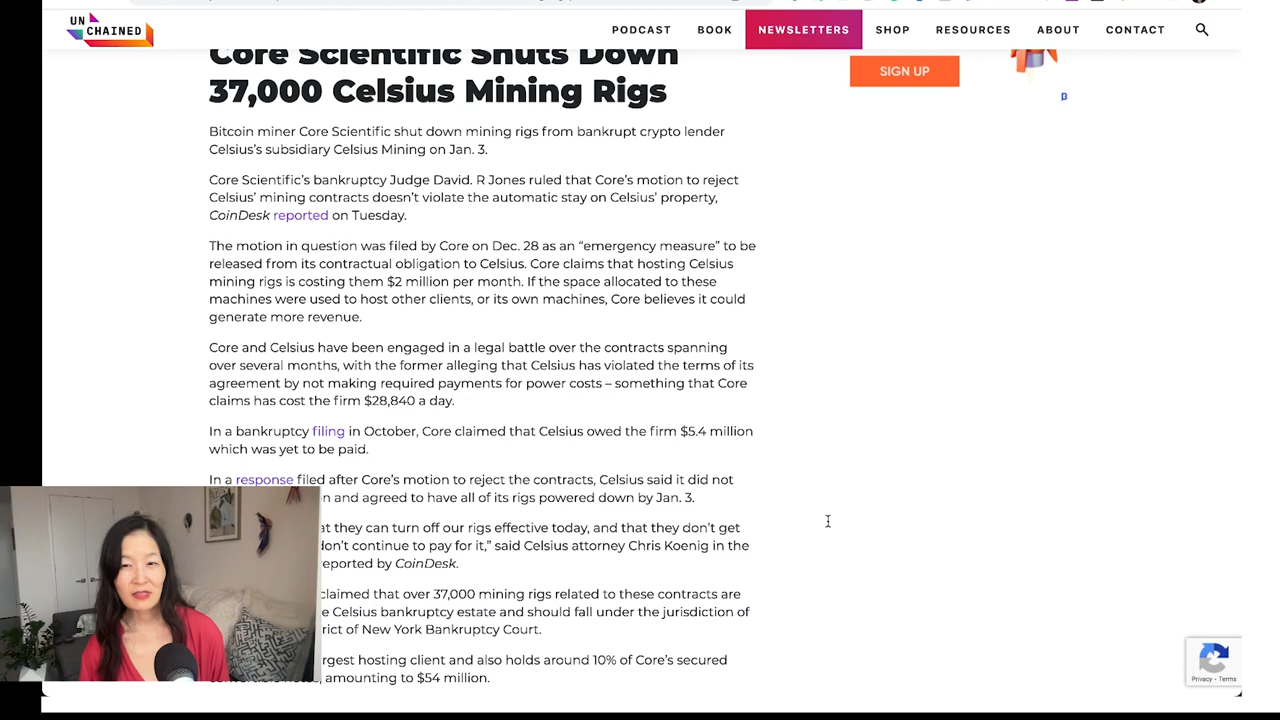 UN
CHAINED
PODCAST BOOK NEWSLETTERS SHOP RESOURCES ABOUT CONTACT
Core Scientific Shuts Down
37,000 Celsius Mining Rigs
SIGN UP
Bitcoin miner Core Scientific shut down mining rigs from bankrupt crypto lender
Celsius's subsidiary Celsius Mining on Jan. 3.
Core Scientific's bankruptcy Judge David. R Jones ruled that Core's motion to reject
Celsius' mining contracts doesn't violate the automatic stay on Celsius' property,
CoinDesk reported on Tuesday.
The motion in question was filed by Core on Dec. 28 as an “emergency measure” to be
released from its contractual obligation to Celsius. Core claims that hosting Celsius
mining rigs is costing them $2 million per month. If the space allocated to these
machines were used to host other clients, or its own machines, Core believes it could
generate more revenue.
Core and Celsius have been engaged in a legal battle over the contracts spanning
over several months, with the former alleging that Celsius has violated the terms of its
agreement by not making required payments for power costs – something that Core
claims has cost the firm $28,840 a day.
In a bankruptcy filing in October, Core claimed that Celsius owed the firm $5.4 million
which was yet to be paid.
In a response filed after Core's motion to reject the contracts, Celsius said it did not
n and agreed to have all of its rigs powered down by Jan. 3.
at they can turn off our rigs effective today, and that they don't get
don't continue to pay for it,” said Celsius attorney Chris Koenig in the
reported by CoinDesk.
claimed that over 37,000 mining rigs related to these contracts are
e Celsius bankruptcy estate and should fall under the jurisdiction of
rict of New York Bankruptcy Court.
rgest hosting client and also holds around 10% of Core's secured
, amounting to $54 million.
Privacy - Terms